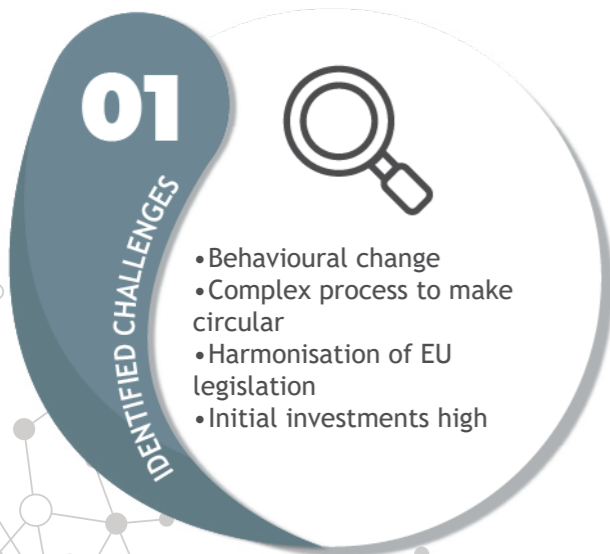 01
IDENTIFIED CHALLENGES
•Behavioural change
•Complex process to make
circular
•Harmonisation of EU
legislation
•Initial investments high